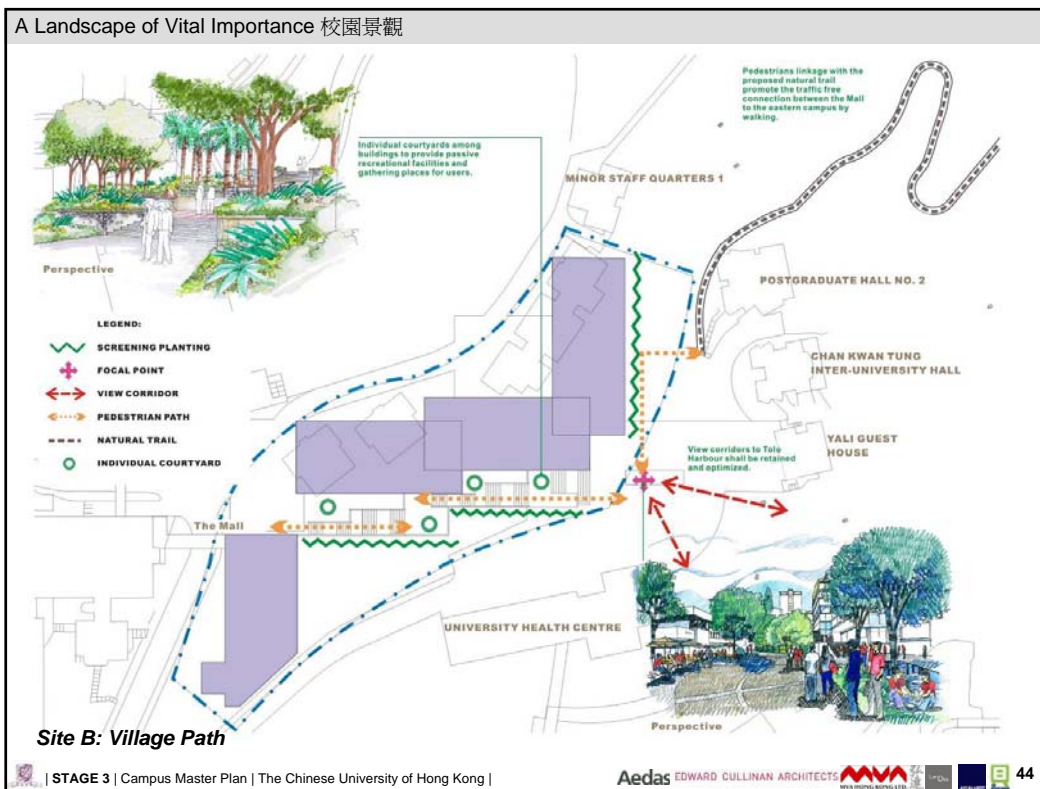 A Landscape of Vital Importance 校園景觀
Pedestrians linkage with the
proposed natural trail
promote the traffic free
connection between the Mall
to the eastern campus by
walking.
Individual courtyards among
buildings to provide passive
recreational facilities and
gathering places for users.
MINOR STAFF QUARTERS 1
Perspective
POSTGRADUATE HALL NO. 2
LEGEND:
SCREENING PLANTING
FOCAL POINT
VIEW CORRIDOR
PEDESTRIAN PATH
NATURAL TRAIL
INDIVIDUAL COURTYARD
CHAN KWAN TUNG
INTER-UNIVERSITY HALL
YALI GUEST
HOUSE
View corridors to Tolo
Harbour shall be retained
and optimized.
The Mall
UNIVERSITY HEALTH CENTRE
Perspective
Site B: Village Path
| STAGE 3 | Campus Master Plan | The Chinese University of Hong Kong |
Aedas EDWARD CULLINAN ARCHITECTS MVA MVA HONG KONG LTD. 44